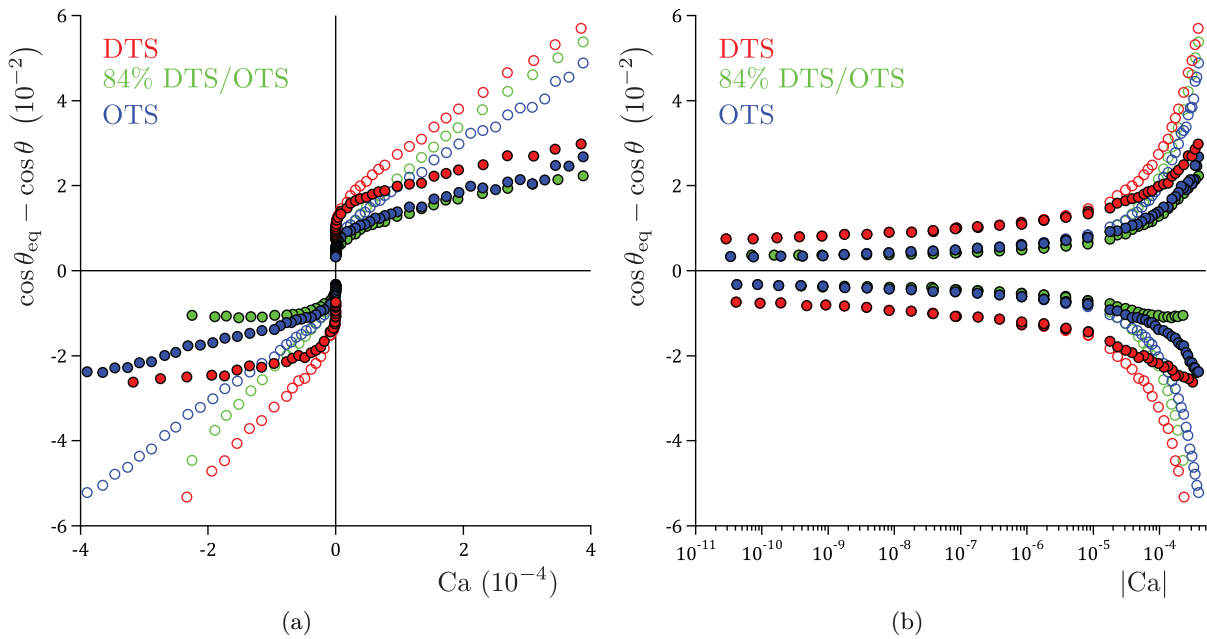 cos θeq − cos θ (10⁻²)
6
4
2
0
-2
-4
-6
DTS
84% DTS/OTS
OTS
-4 -2 0 2 4
Ca (10⁻⁴)
(a)
cos θeq − cos θ (10⁻²)
6
4
2
0
-2
-4
-6
DTS
84% DTS/OTS
OTS
10⁻¹¹ 10⁻¹⁰ 10⁻⁹ 10⁻⁸ 10⁻⁷ 10⁻⁶ 10⁻⁵ 10⁻⁴
|Ca|
(b)